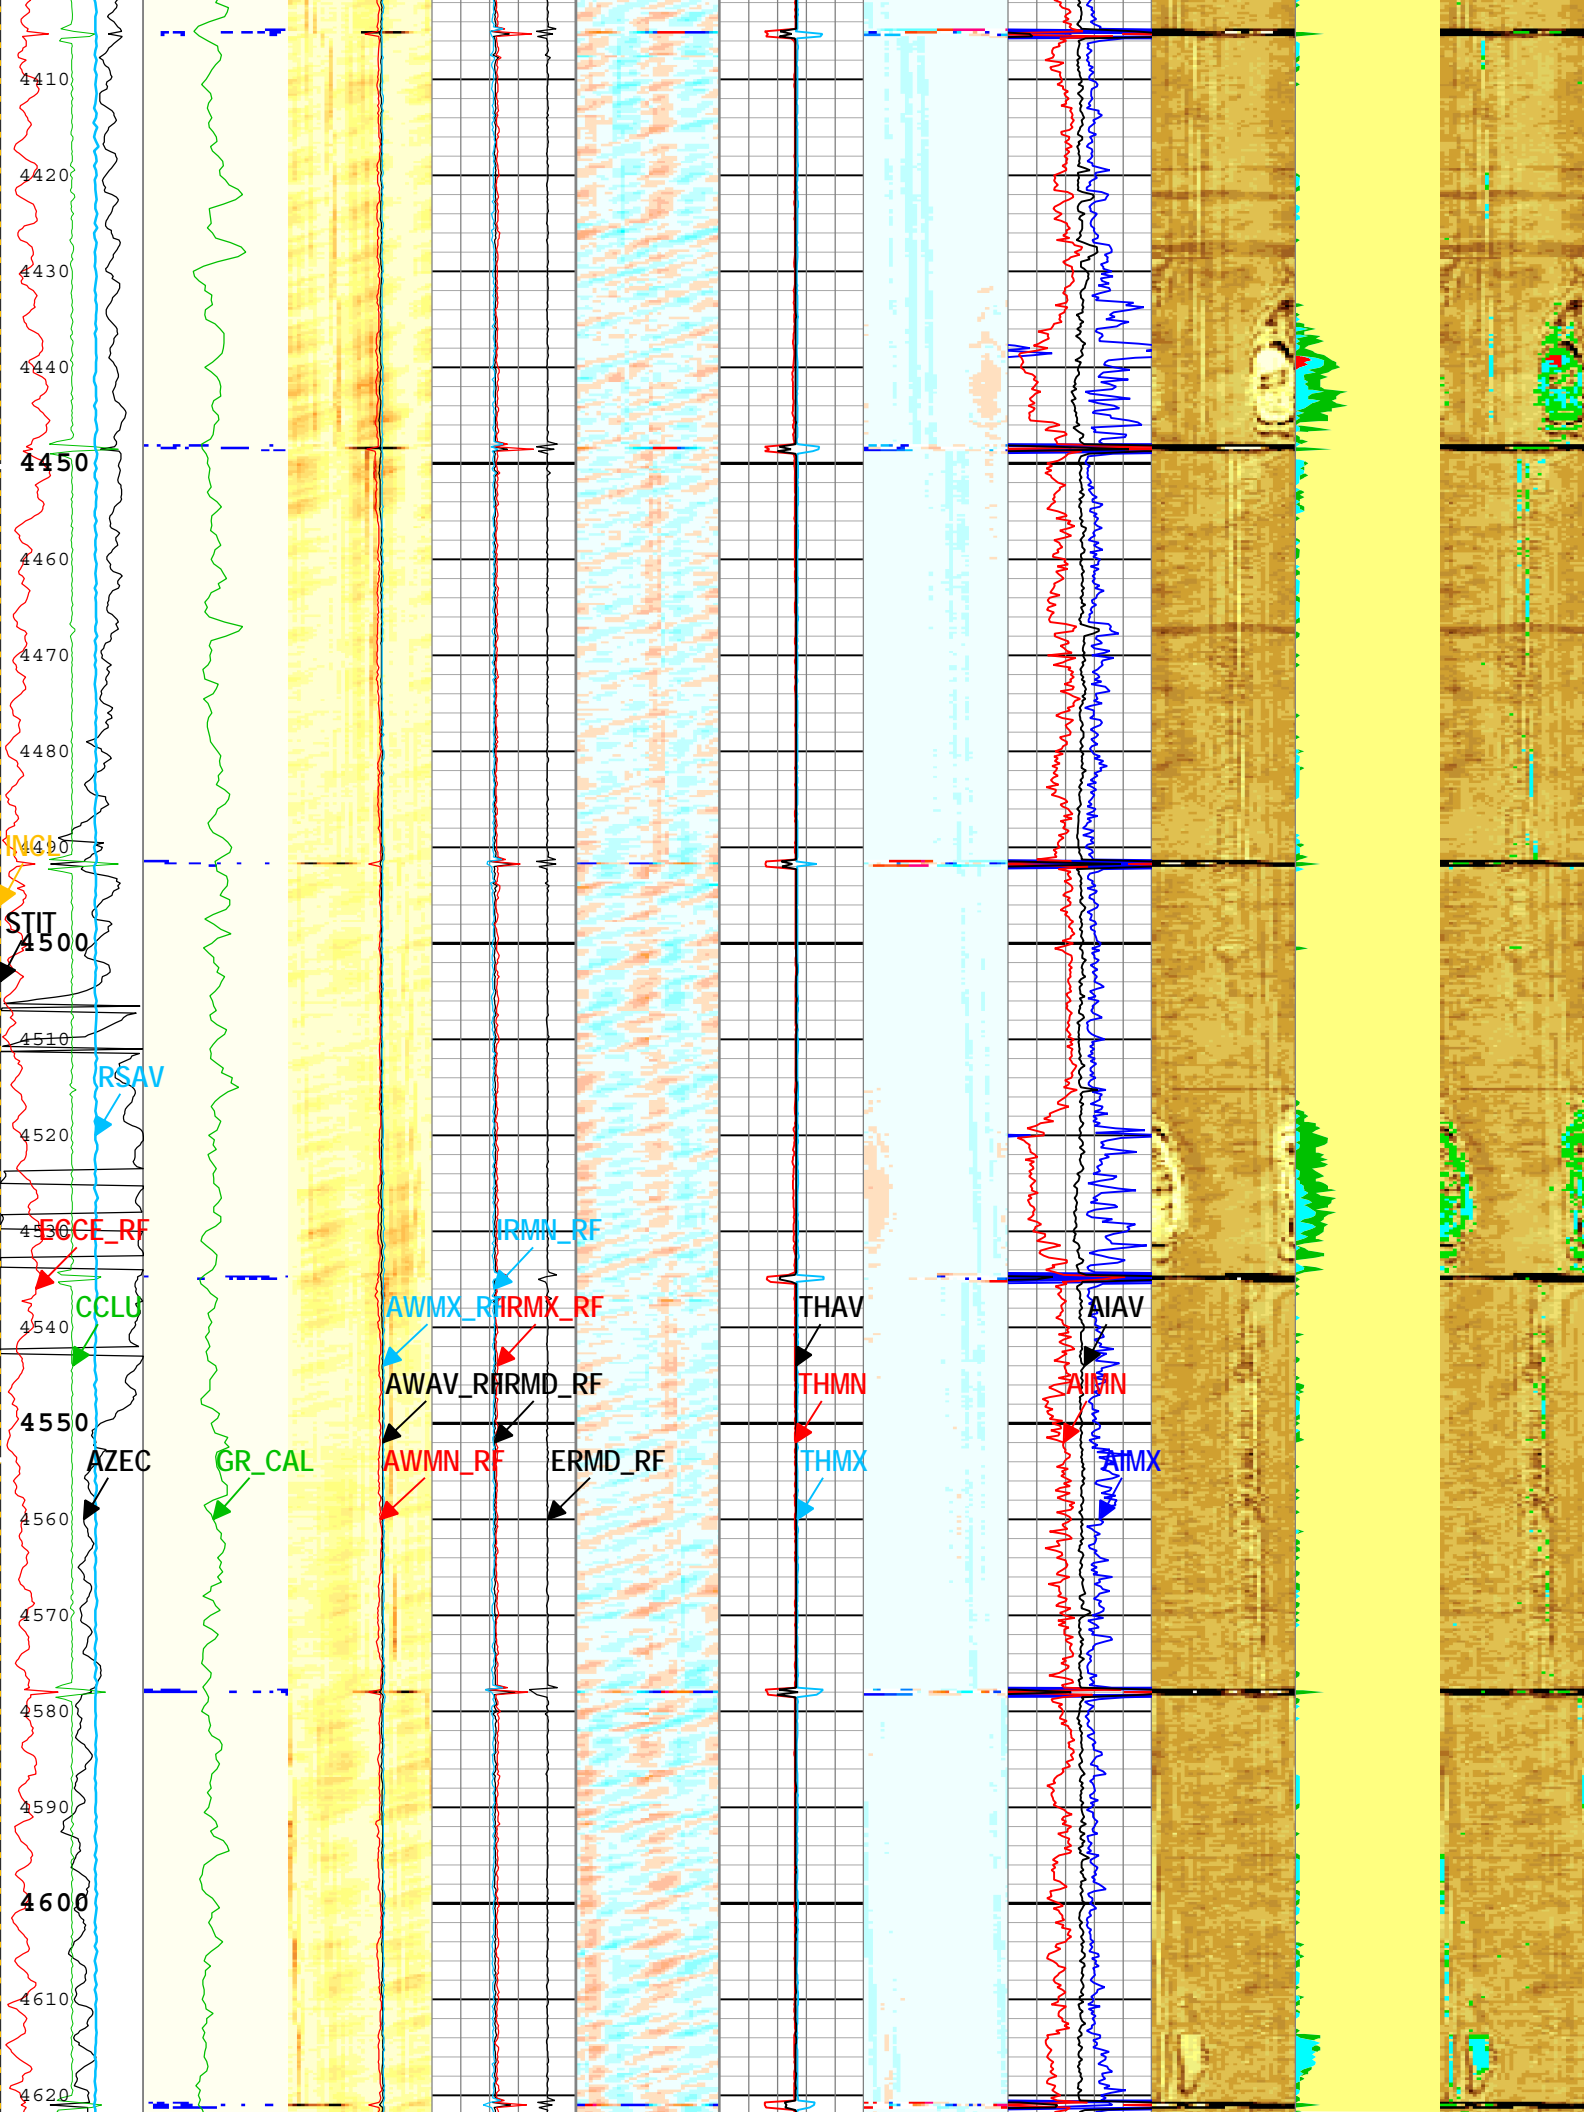 4410
4420
4430
4440
4450
4460
4470
4480
INCL
4490
STIT
4500
4510
RSAV
4520
ECCE_RF
4530
IRMN_RF
CCLU
AWMX_RF
IRMX_RF
THAV
AIAV
4540
AWAV_RF
IRMD_RF
THMN
AIMN
4550
AZEC
GR_CAL
AWMN_RF
ERMD_RF
THMX
AIMX
4560
4570
4580
4590
4600
4610
4620